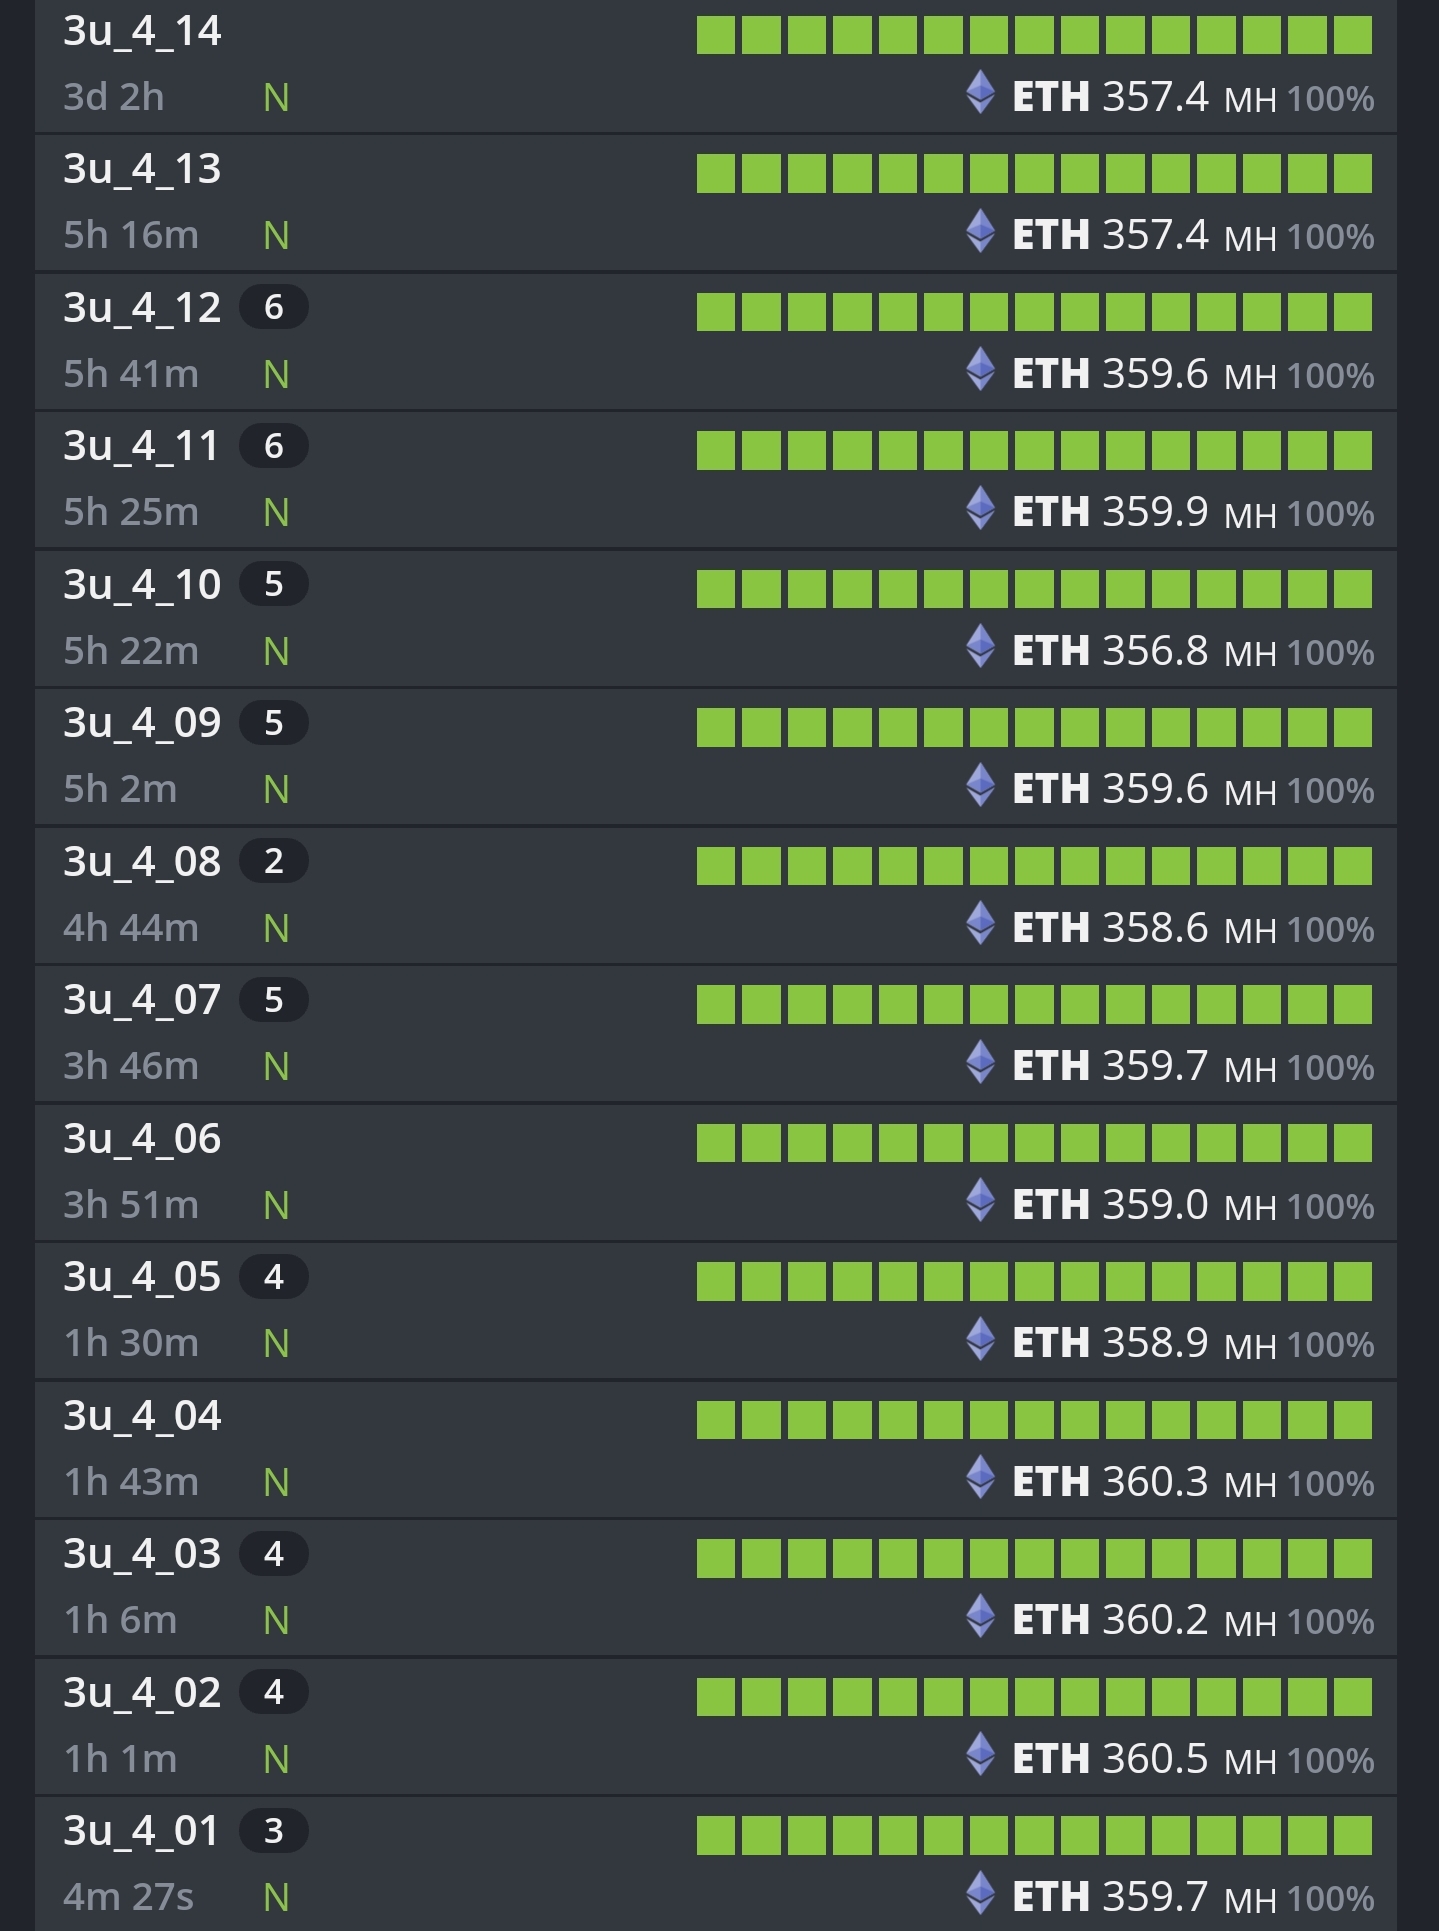 3u_4_14
3d 2h N ETH 357.4 MH 100%
3u_4_13
5h 16m N ETH 357.4 MH 100%
3u_4_12 6
5h 41m N ETH 359.6 MH 100%
3u_4_11 6
5h 25m N ETH 359.9 MH 100%
3u_4_10 5
5h 22m N ETH 356.8 MH 100%
3u_4_09 5
5h 2m N ETH 359.6 MH 100%
3u_4_08 2
4h 44m N ETH 358.6 MH 100%
3u_4_07 5
3h 46m N ETH 359.7 MH 100%
3u_4_06
3h 51m N ETH 359.0 MH 100%
3u_4_05 4
1h 30m N ETH 358.9 MH 100%
3u_4_04
1h 43m N ETH 360.3 MH 100%
3u_4_03 4
1h 6m N ETH 360.2 MH 100%
3u_4_02 4
1h 1m N ETH 360.5 MH 100%
3u_4_01 3
4m 27s N ETH 359.7 MH 100%